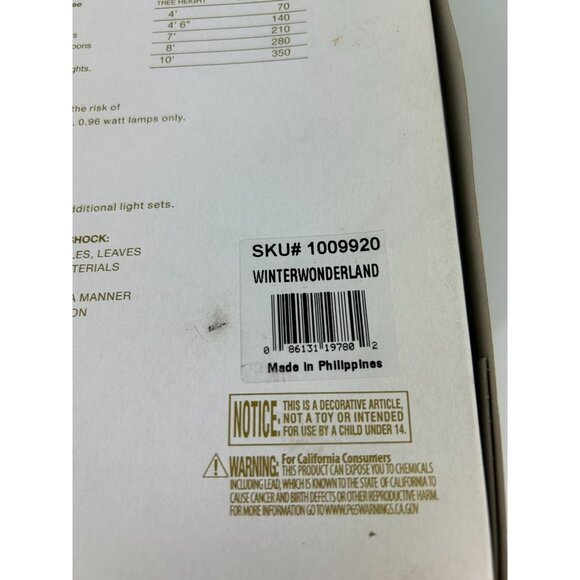 ee
TREE HEIGHT
4' 70
4' 6" 140
7' 210
8' 280
10' 350
s
oons
ghts.
the risk of
. 0.96 watt lamps only.
dditional light sets.
SHOCK:
LES, LEAVES
TERIALS
A MANNER
ON
SKU# 1009920
WINTERWONDERLAND
0 86131 19780 2
Made in Philippines
NOTICE: THIS IS A DECORATIVE ARTICLE,
NOT A TOY OR INTENDED
FOR USE BY A CHILD UNDER 14.
WARNING: For California Consumers
THIS PRODUCT CAN EXPOSE YOU TO CHEMICALS
INCLUDING LEAD, WHICH IS KNOWN TO THE STATE OF CALIFORNIA TO
CAUSE CANCER AND BIRTH DEFECTS OR OTHER REPRODUCTIVE HARM.
FOR MORE INFORMATION GO TO WWW.P65WARNINGS.CA.GOV